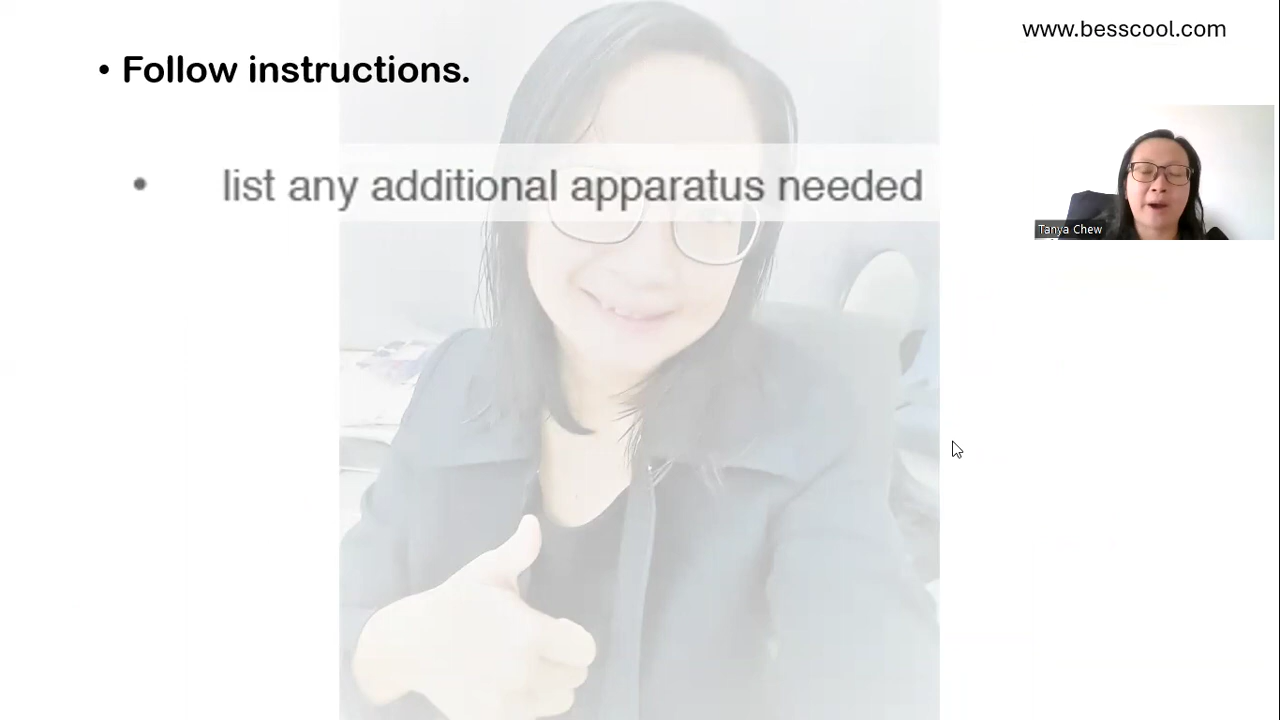 www.besscool.com
• Follow instructions.
• list any additional apparatus needed
Tanya Chew